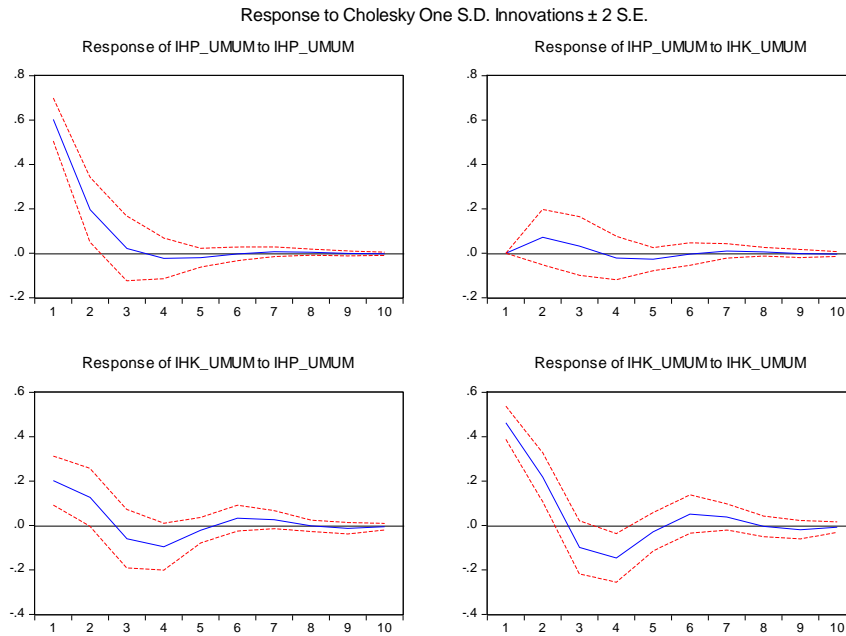 Response to Cholesky One S.D. Innovations ± 2 S.E.
Response of IHP_UMUM to IHP_UMUM
.8
.6
.4
.2
.0
-.2
1 2 3 4 5 6 7 8 9 10
Response of IHP_UMUM to IHK_UMUM
.8
.6
.4
.2
.0
-.2
1 2 3 4 5 6 7 8 9 10
Response of IHK_UMUM to IHP_UMUM
.6
.4
.2
.0
-.2
-.4
1 2 3 4 5 6 7 8 9 10
Response of IHK_UMUM to IHK_UMUM
.6
.4
.2
.0
-.2
-.4
1 2 3 4 5 6 7 8 9 10